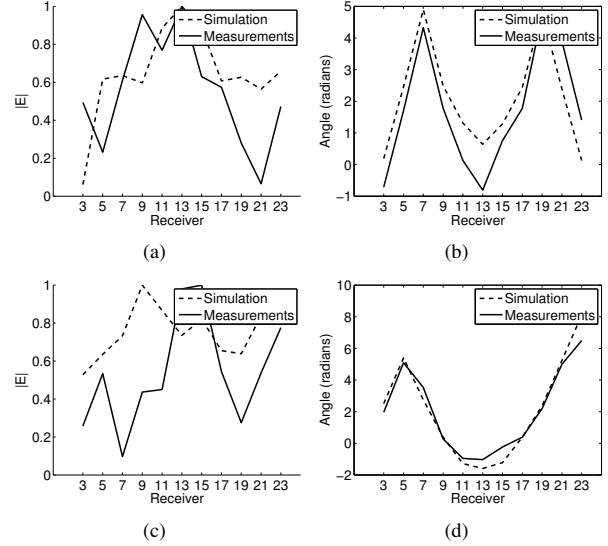 1
0.8
0.6
0.4
0.2
0
|E|
3 5 7 9 11 13 15 17 19 21 23
Receiver
Simulation
Measurements
(a)
5
4
3
2
1
0
−1
Angle (radians)
3 5 7 9 11 13 15 17 19 21 23
Receiver
Simulation
Measurements
(b)
1
0.8
0.6
0.4
0.2
0
|E|
3 5 7 9 11 13 15 17 19 21 23
Receiver
Simulation
Measurements
(c)
10
8
6
4
2
0
−2
Angle (radians)
3 5 7 9 11 13 15 17 19 21 23
Receiver
Simulation
Measurements
(d)